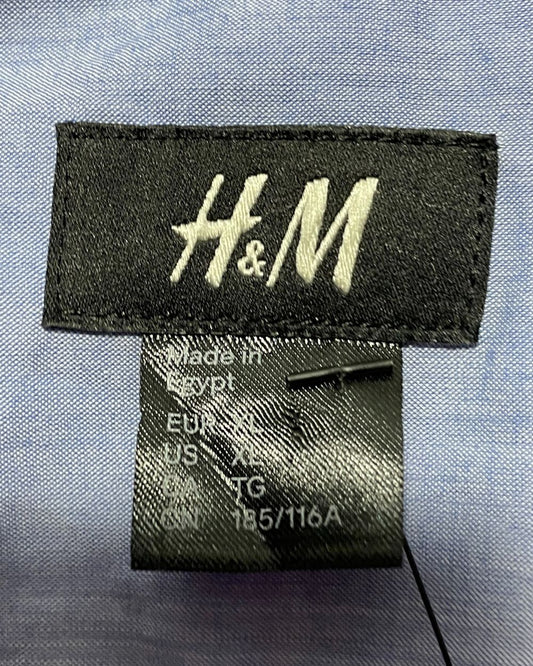 H&M
Made in
Egypt
EUR XL
US XL
CA TG
CN 185/116A